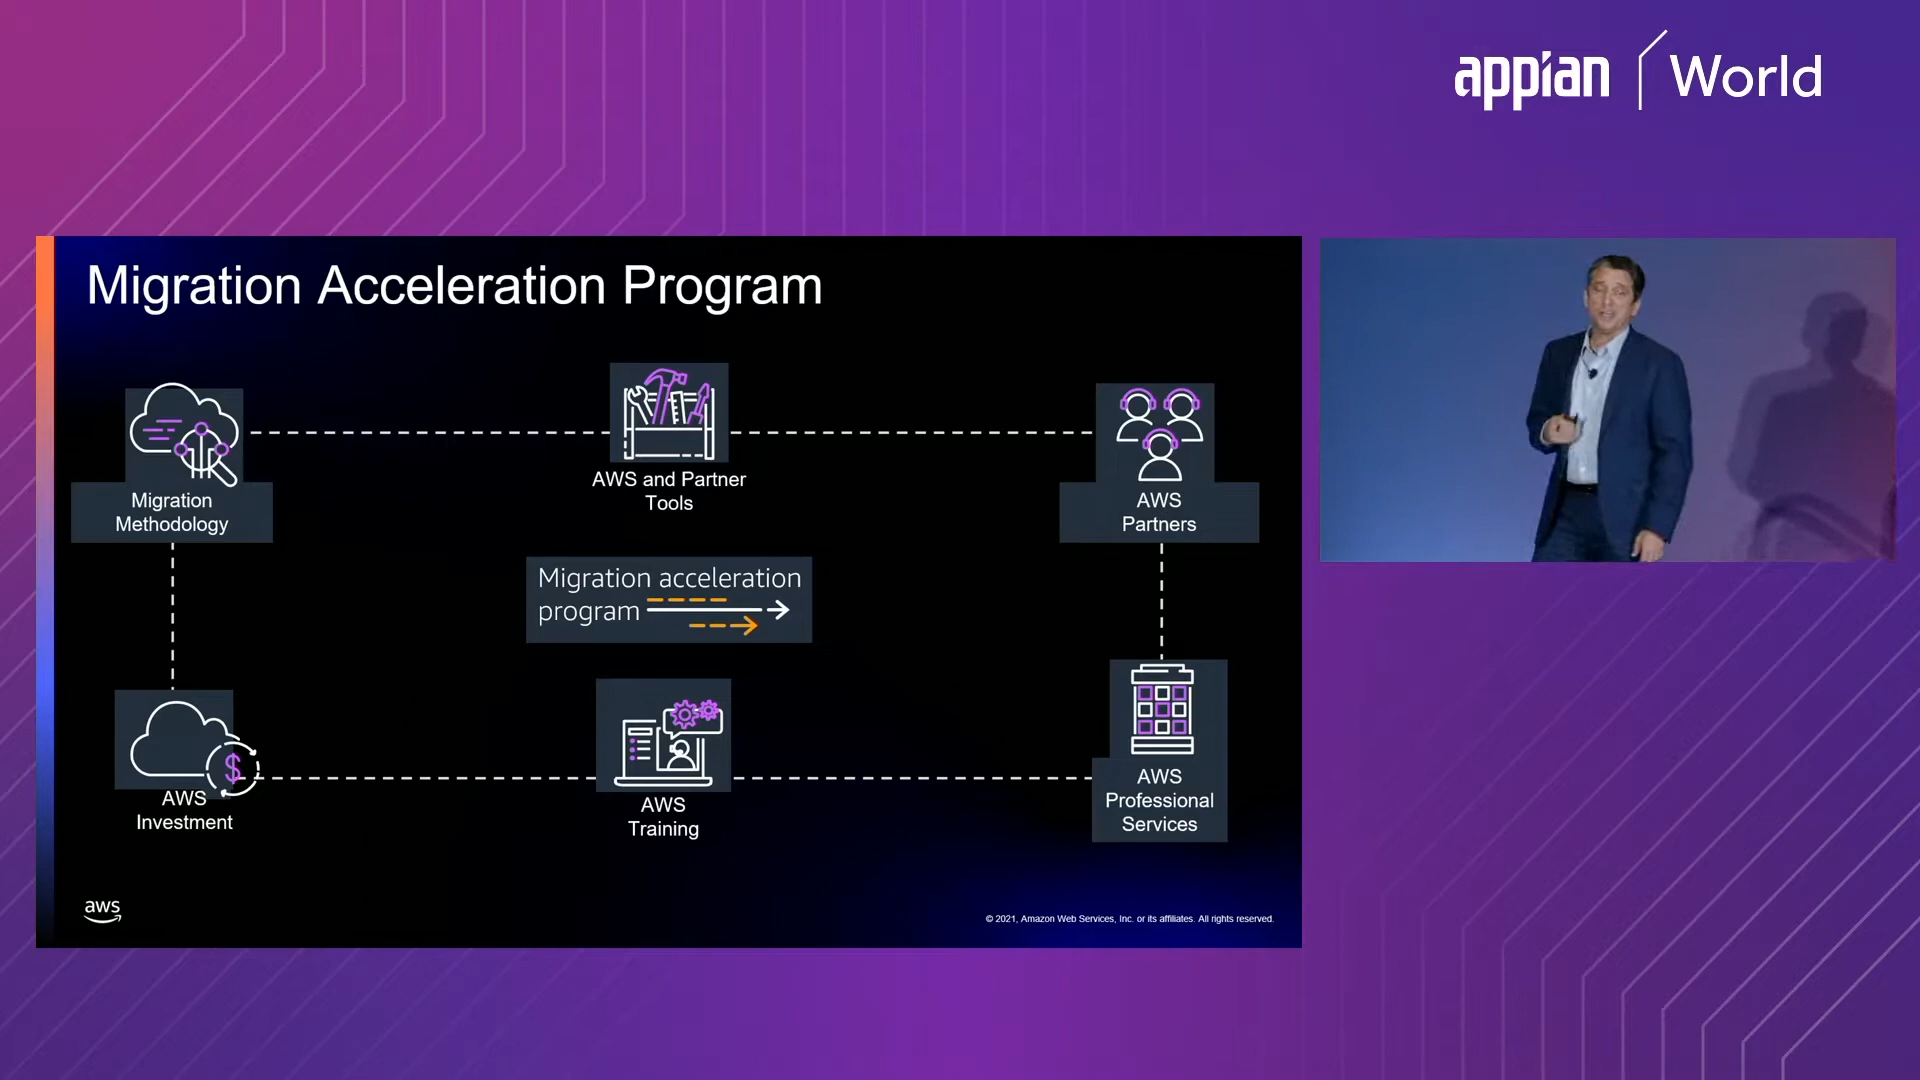 appian World
Migration Acceleration Program
Migration
Methodology
AWS and Partner
Tools
AWS
Partners
Migration acceleration
program
$
AWS
Investment
AWS
Training
AWS
Professional
Services
aws
© 2021, Amazon Web Services, Inc. or its affiliates. All rights reserved.